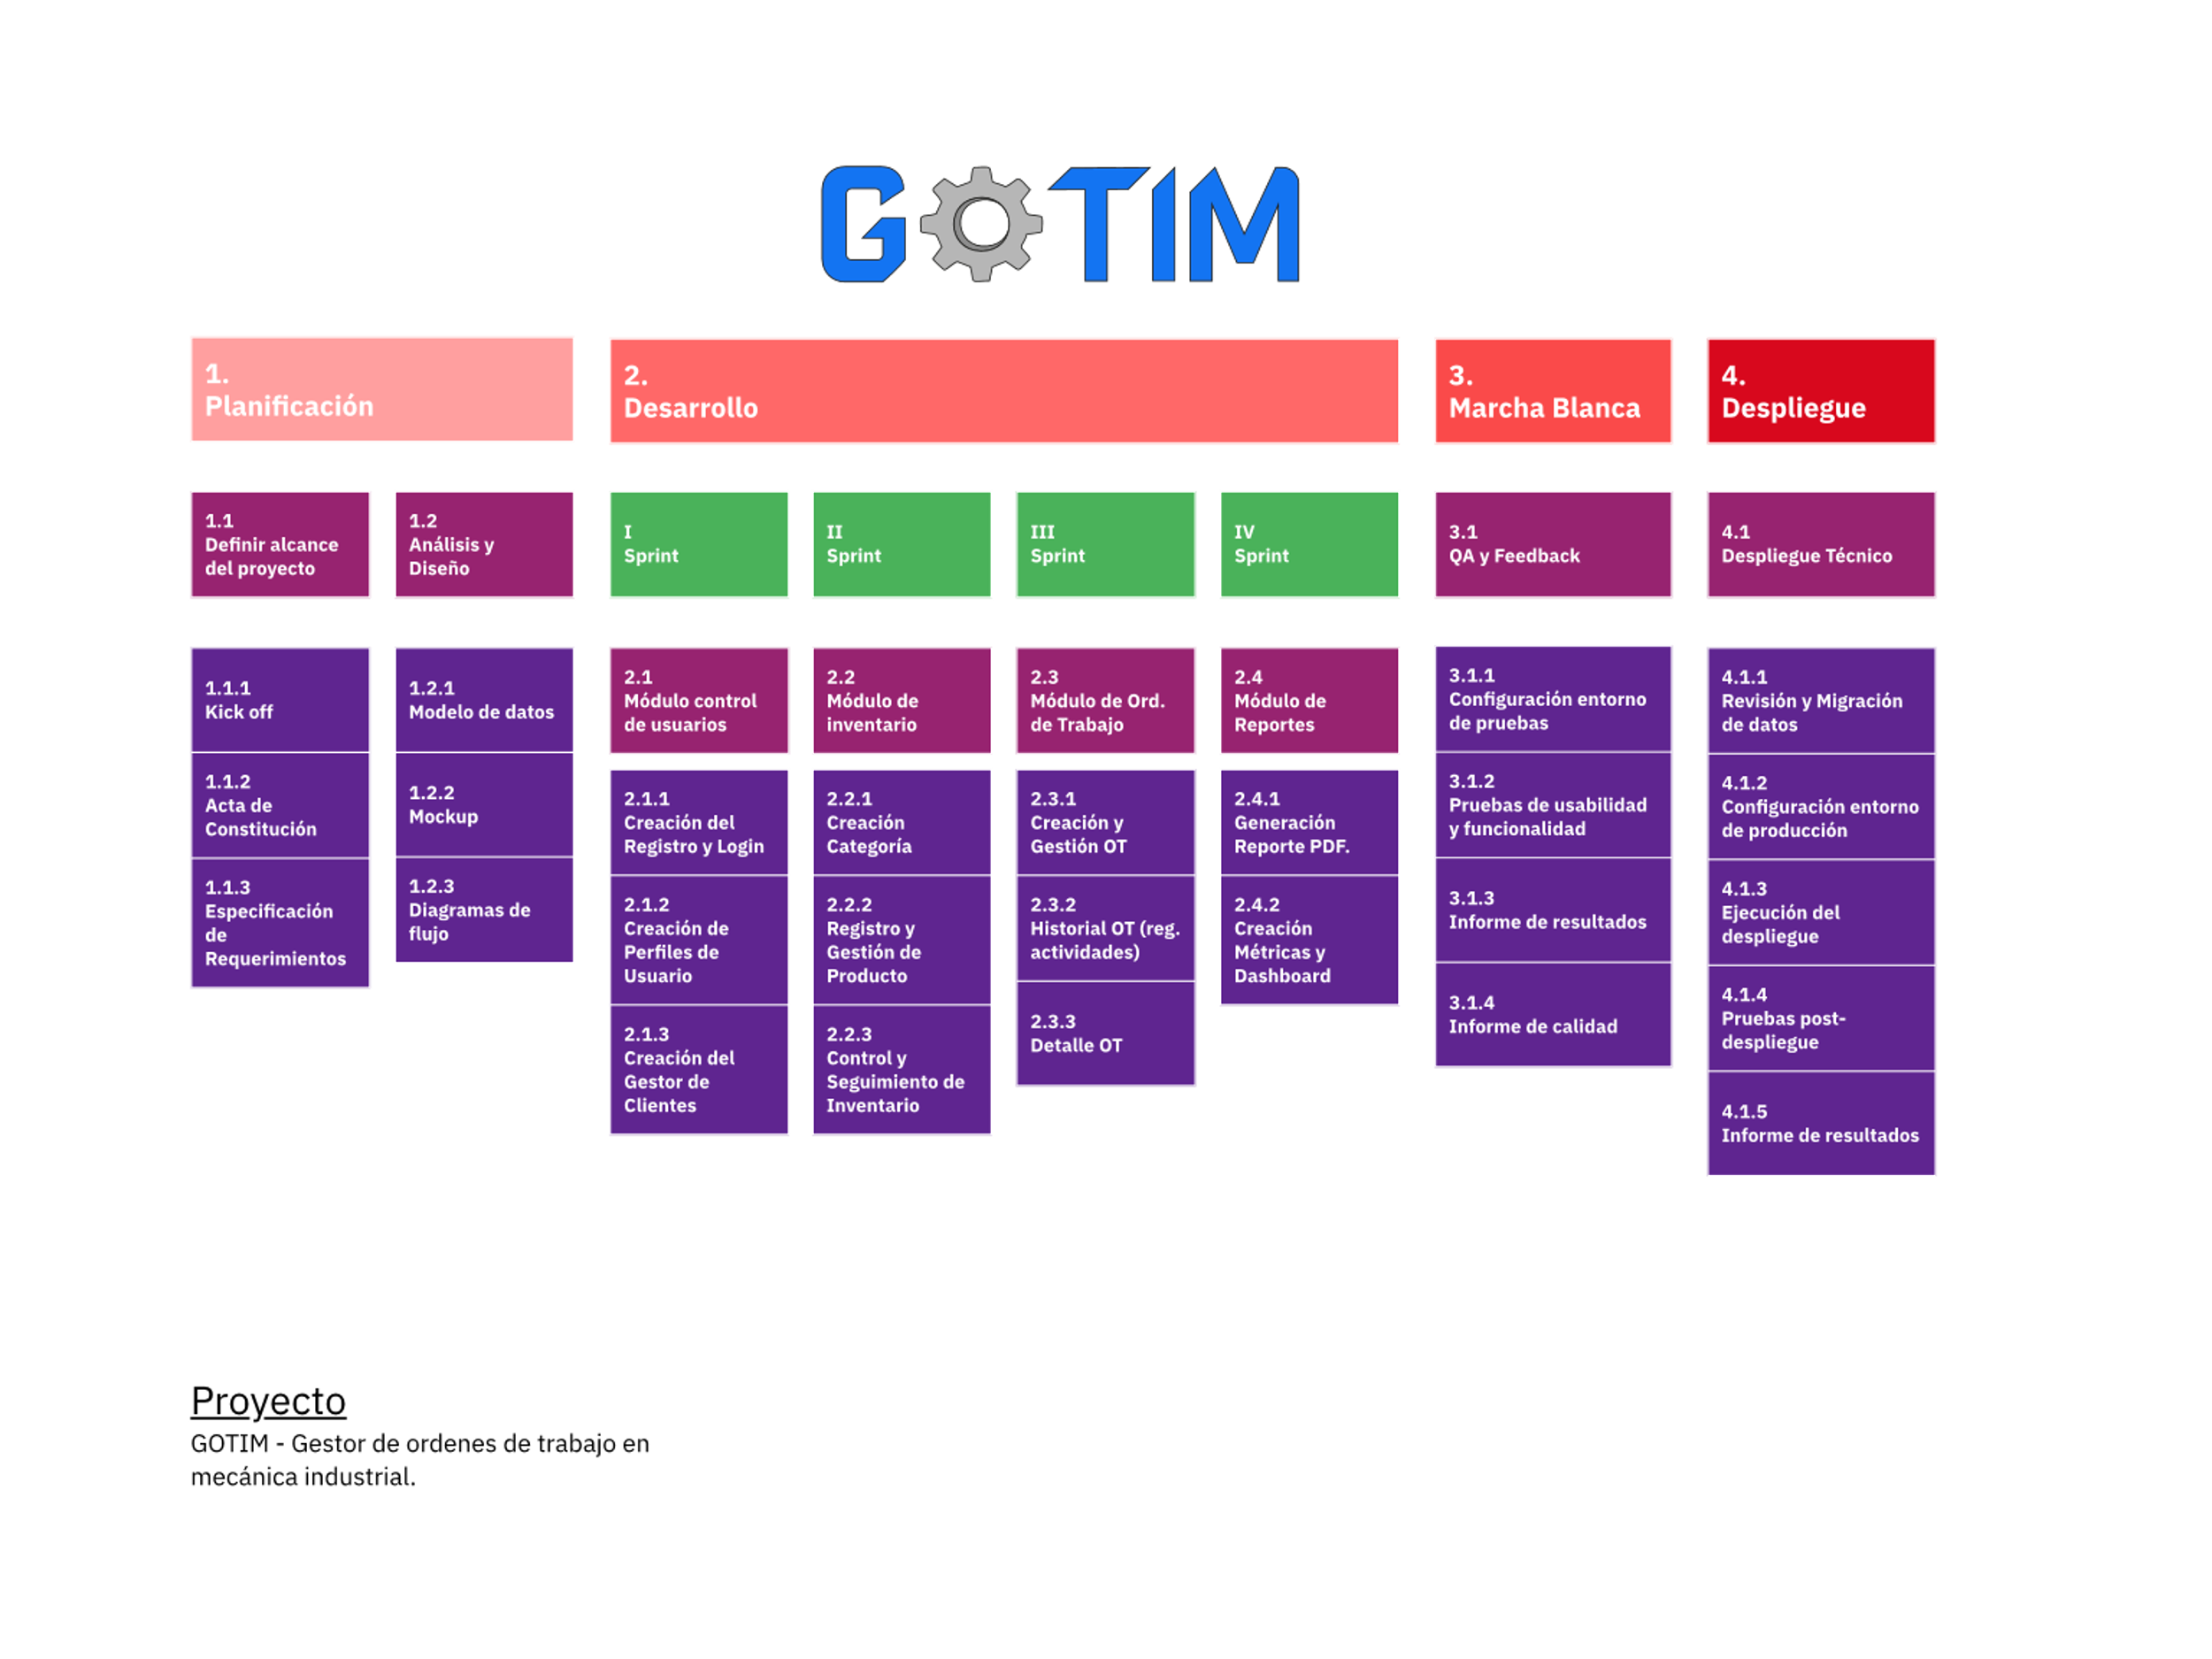 GOTIM
1.
Planificación
2.
Desarrollo
3.
Marcha Blanca
4.
Despliegue
1.1
Definir alcance
del proyecto
1.2
Análisis y
Diseño
I
Sprint
II
Sprint
III
Sprint
IV
Sprint
3.1
QA y Feedback
4.1
Despliegue Técnico
1.1.1
Kick off
1.1.2
Acta de
Constitución
1.1.3
Especificación
de
Requerimientos
1.2.1
Modelo de datos
1.2.2
Mockup
1.2.3
Diagramas de
flujo
2.1
Módulo control
de usuarios
2.1.1
Creación del
Registro y Login
2.1.2
Creación de
Perfiles de
Usuario
2.1.3
Creación del
Gestor de
Clientes
2.2
Módulo de
inventario
2.2.1
Creación
Categoría
2.2.2
Registro y
Gestión de
Producto
2.2.3
Control y
Seguimiento de
Inventario
2.3
Módulo de Ord.
de Trabajo
2.3.1
Creación y
Gestión OT
2.3.2
Historial OT (reg.
actividades)
2.3.3
Detalle OT
2.4
Módulo de
Reportes
2.4.1
Generación
Reporte PDF.
2.4.2
Creación
Métricas y
Dashboard
3.1.1
Configuración entorno
de pruebas
3.1.2
Pruebas de usabilidad
y funcionalidad
3.1.3
Informe de resultados
3.1.4
Informe de calidad
4.1.1
Revisión y Migración
de datos
4.1.2
Configuración entorno
de producción
4.1.3
Ejecución del
despliegue
4.1.4
Pruebas post-
despliegue
4.1.5
Informe de resultados
Proyecto
GOTIM - Gestor de ordenes de trabajo en
mecánica industrial.